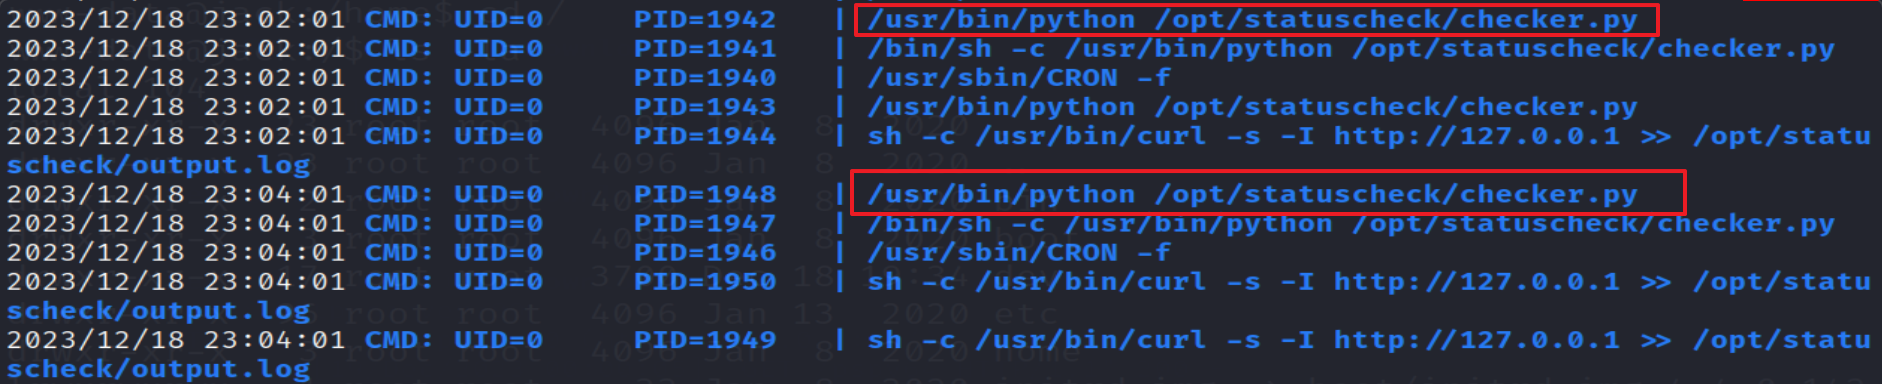 2023/12/18 23:02:01 CMD: UID=0 PID=1942 | /usr/bin/python /opt/statuscheck/checker.py
2023/12/18 23:02:01 CMD: UID=0 PID=1941 | /bin/sh -c /usr/bin/python /opt/statuscheck/checker.py
2023/12/18 23:02:01 CMD: UID=0 PID=1940 | /usr/sbin/CRON -f
2023/12/18 23:02:01 CMD: UID=0 PID=1943 | /usr/bin/python /opt/statuscheck/checker.py
2023/12/18 23:02:01 CMD: UID=0 PID=1944 | sh -c /usr/bin/curl -s -I http://127.0.0.1 >> /opt/statu
scheck/output.log
2023/12/18 23:04:01 CMD: UID=0 PID=1948 | /usr/bin/python /opt/statuscheck/checker.py
2023/12/18 23:04:01 CMD: UID=0 PID=1947 | /bin/sh -c /usr/bin/python /opt/statuscheck/checker.py
2023/12/18 23:04:01 CMD: UID=0 PID=1946 | /usr/sbin/CRON -f
2023/12/18 23:04:01 CMD: UID=0 PID=1950 | sh -c /usr/bin/curl -s -I http://127.0.0.1 >> /opt/statu
scheck/output.log
2023/12/18 23:04:01 CMD: UID=0 PID=1949 | sh -c /usr/bin/curl -s -I http://127.0.0.1 >> /opt/statu
scheck/output.log